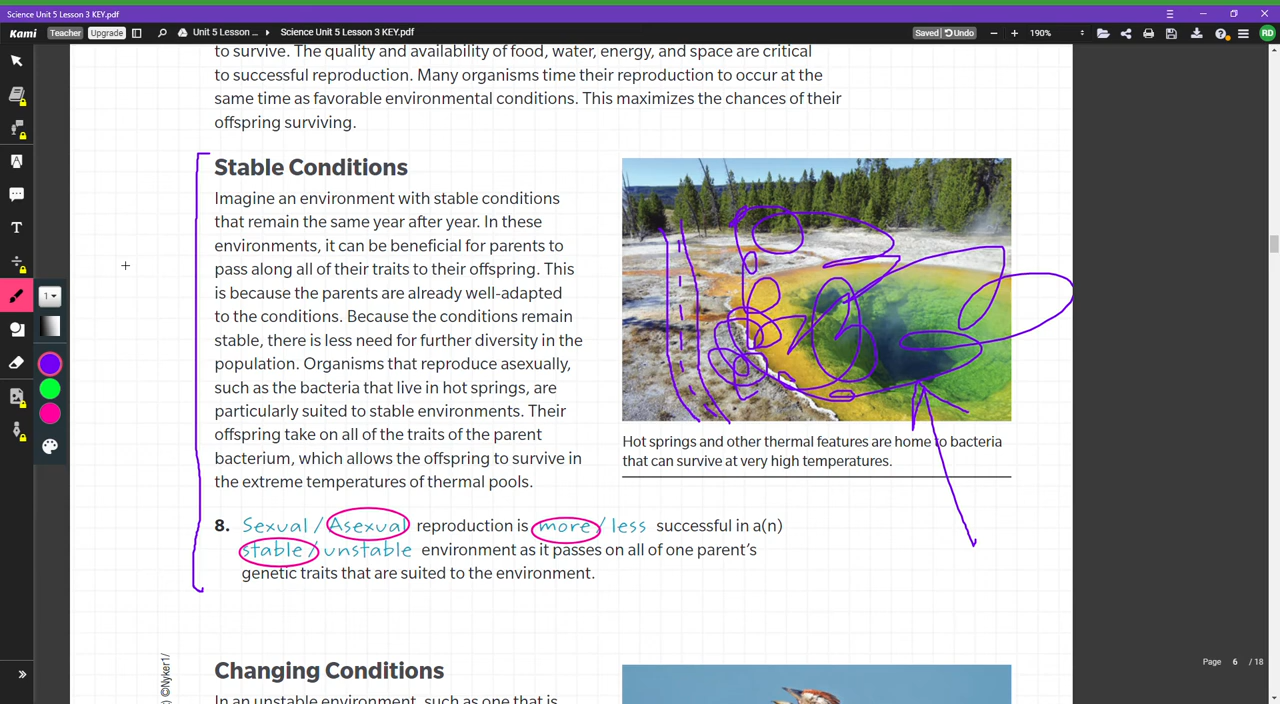 Science Unit 5 Lesson 3 KEY.pdf
Kami Teacher Upgrade Unit 5 Lesson ... Science Unit 5 Lesson 3 KEY.pdf Saved Undo 190% RD
to survive. The quality and availability of food, water, energy, and space are critical
to successful reproduction. Many organisms time their reproduction to occur at the
same time as favorable environmental conditions. This maximizes the chances of their
offspring surviving.
Stable Conditions
Imagine an environment with stable conditions
that remain the same year after year. In these
environments, it can be beneficial for parents to
pass along all of their traits to their offspring. This
is because the parents are already well-adapted
to the conditions. Because the conditions remain
stable, there is less need for further diversity in the
population. Organisms that reproduce asexually,
such as the bacteria that live in hot springs, are
particularly suited to stable environments. Their
offspring take on all of the traits of the parent
bacterium, which allows the offspring to survive in
the extreme temperatures of thermal pools.
Hot springs and other thermal features are home to bacteria
that can survive at very high temperatures.
8. Sexual / Asexual reproduction is more / less successful in a(n)
stable / unstable environment as it passes on all of one parent's
genetic traits that are suited to the environment.
Page 6 / 18
) ©Nyker1/
Changing Conditions
In an unstable environment, such as one that is